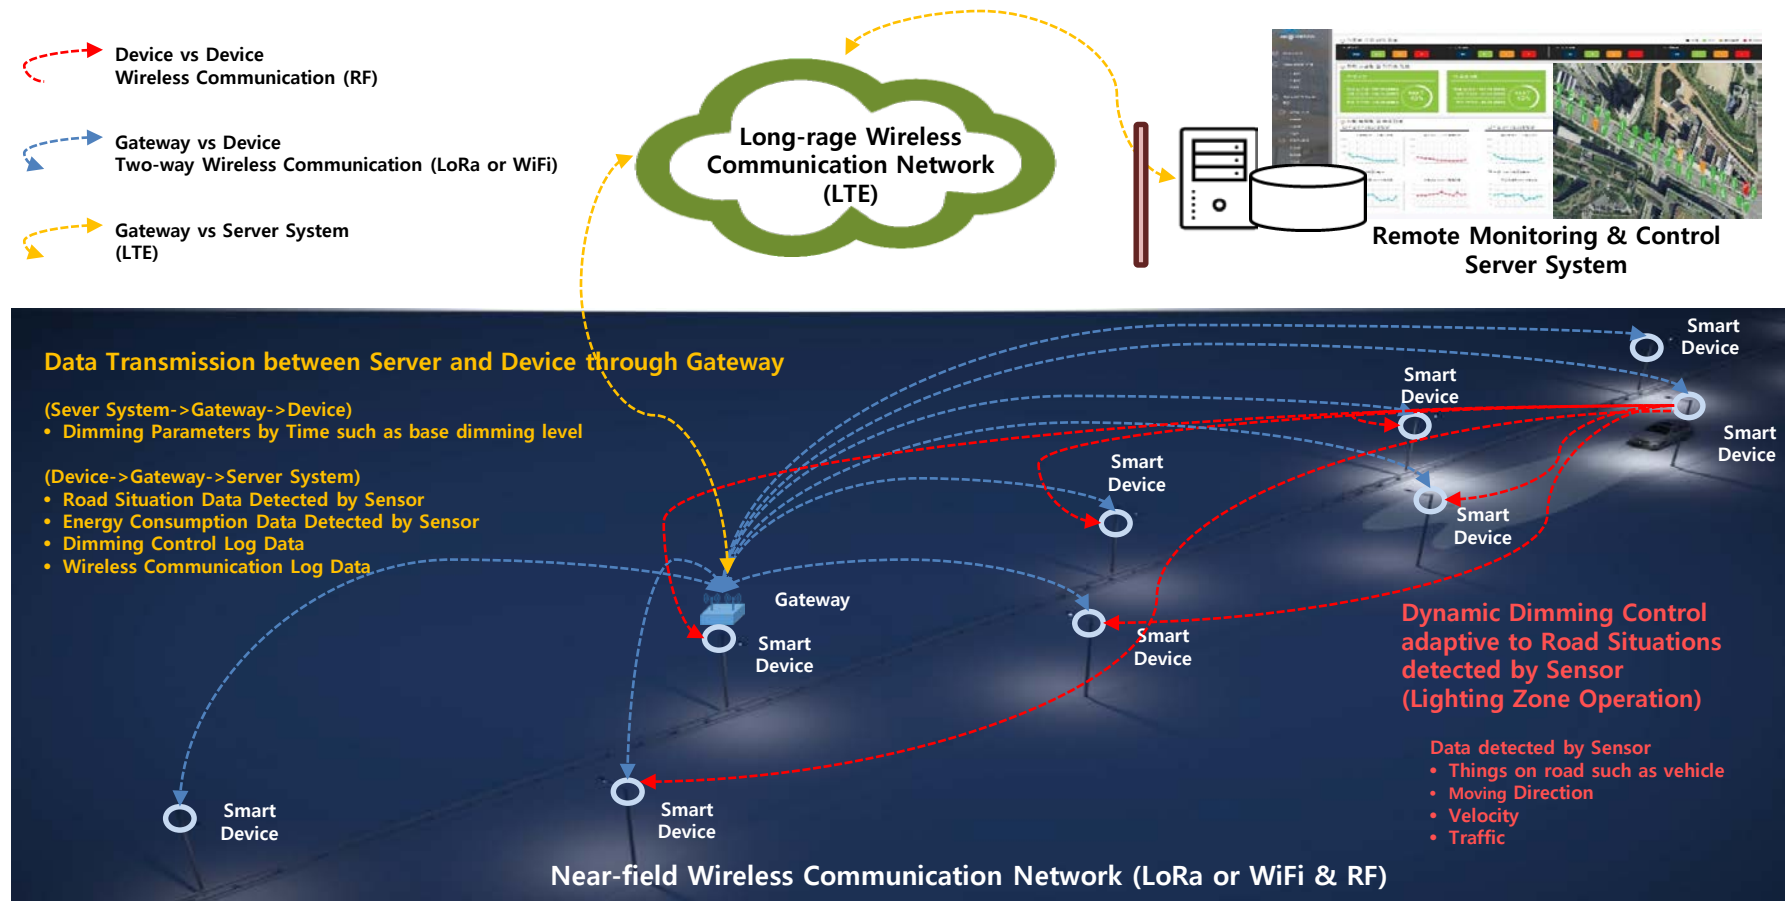 Device vs Device
Wireless Communication (RF)
Gateway vs Device
Two-way Wireless Communication (LoRa or WiFi)
Gateway vs Server System
(LTE)
Long-rage Wireless
Communication Network
(LTE)
Remote Monitoring & Control
Server System
Data Transmission between Server and Device through Gateway
(Sever System->Gateway->Device)
• Dimming Parameters by Time such as base dimming level
(Device->Gateway->Server System)
• Road Situation Data Detected by Sensor
• Energy Consumption Data Detected by Sensor
• Dimming Control Log Data
• Wireless Communication Log Data
Smart
Device
Smart
Device
Smart
Device
Smart
Device
Smart
Device
Gateway
Smart
Device
Smart
Device
Smart
Device
Smart
Device
Dynamic Dimming Control
adaptive to Road Situations
detected by Sensor
(Lighting Zone Operation)
Data detected by Sensor
• Things on road such as vehicle
• Moving Direction
• Velocity
• Traffic
Near-field Wireless Communication Network (LoRa or WiFi & RF)